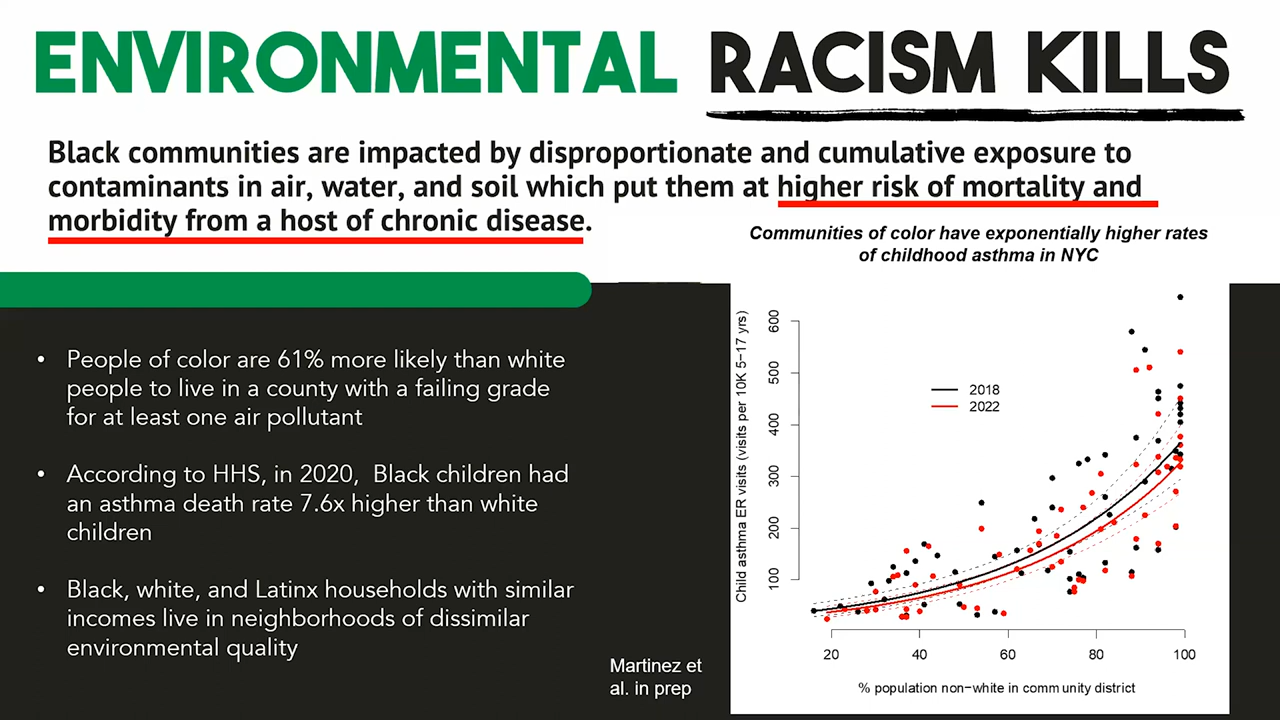 ENVIRONMENTAL RACISM KILLS
Black communities are impacted by disproportionate and cumulative exposure to
contaminants in air, water, and soil which put them at higher risk of mortality and
morbidity from a host of chronic disease.
Communities of color have exponentially higher rates
of childhood asthma in NYC
• People of color are 61% more likely than white
people to live in a county with a failing grade
for at least one air pollutant
• According to HHS, in 2020, Black children had
an asthma death rate 7.6x higher than white
children
• Black, white, and Latinx households with similar
incomes live in neighborhoods of dissimilar
environmental quality
Martinez et
al. in prep
Child asthma ER visits (visits per 10K 5−17 yrs)
600
500
400
300
200
100
2018
2022
20 40 60 80 100
% population non−white in community district